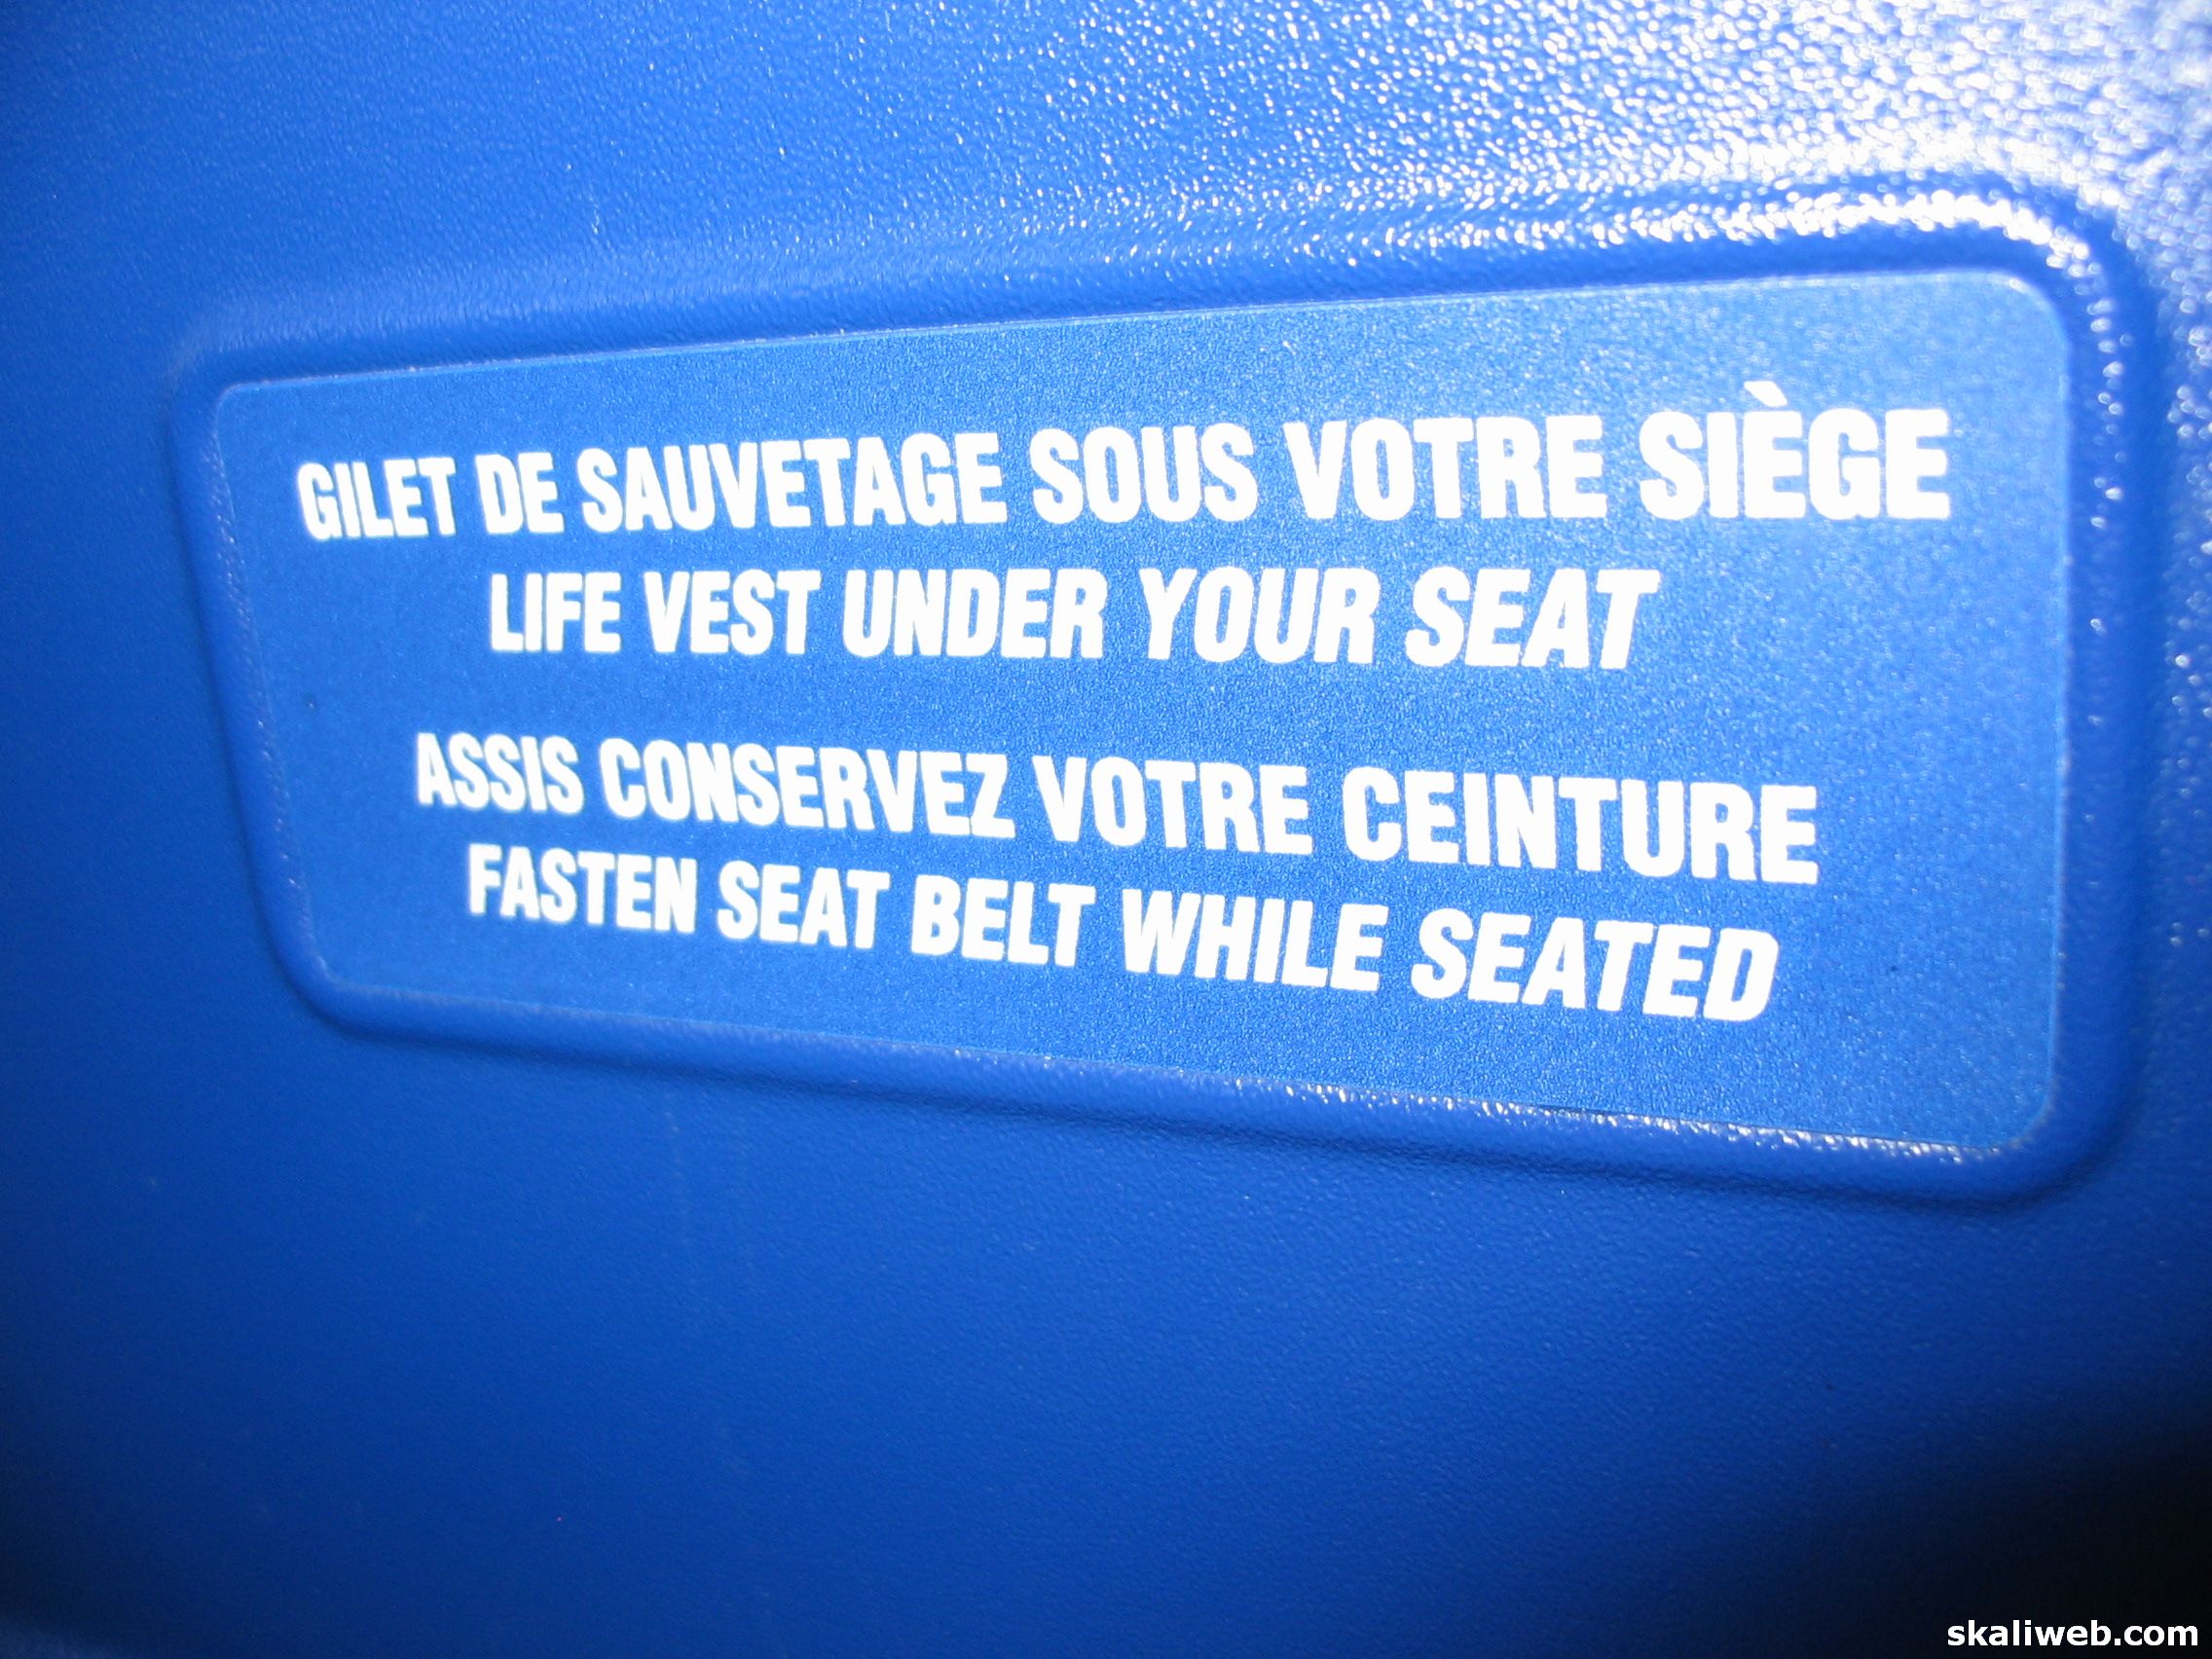 GILET DE SAUVETAGE SOUS VOTRE SIÈGE
LIFE VEST UNDER YOUR SEAT
ASSIS CONSERVEZ VOTRE CEINTURE
FASTEN SEAT BELT WHILE SEATED
skaliweb.com